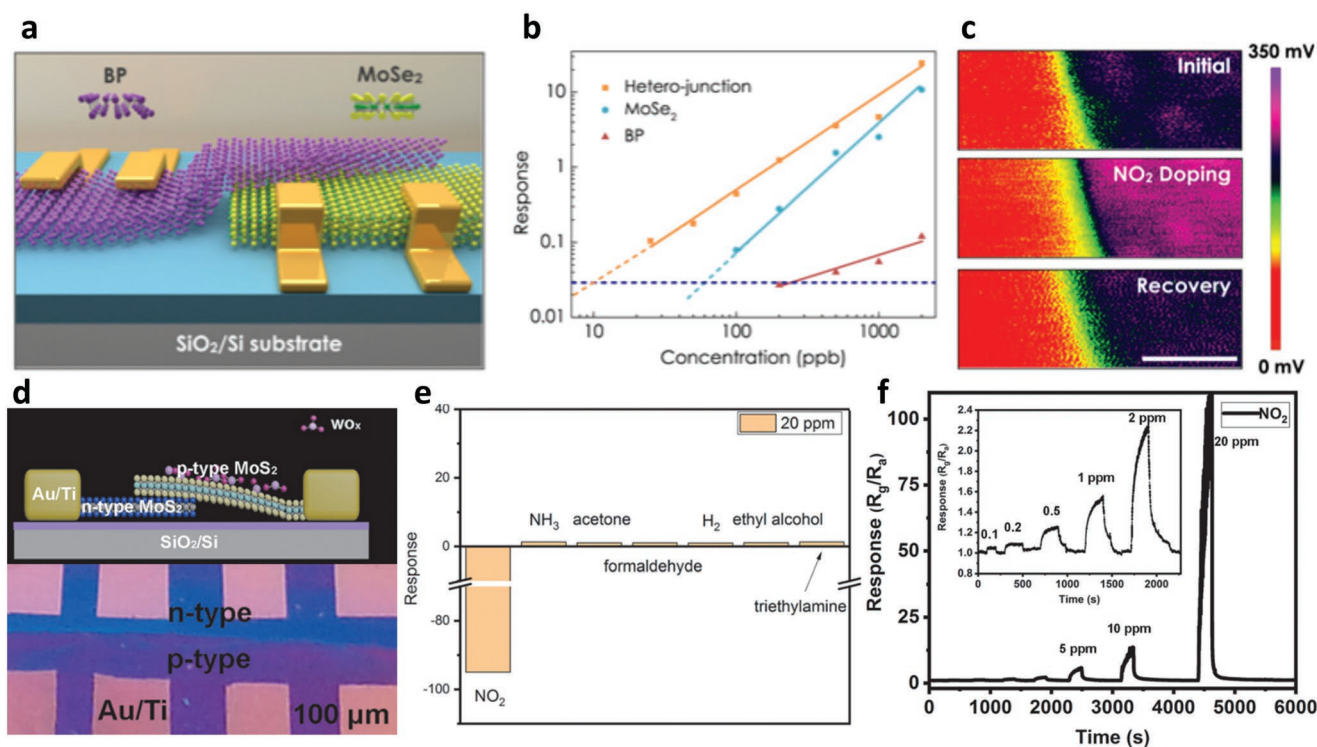 a
BP
MoSe₂
SiO₂/Si substrate
b
Hetero-junction
MoSe₂
BP
Response
10
1
0.1
0.01
10
100
1000
Concentration (ppb)
c
Initial
NO₂ Doping
Recovery
350 mV
0 mV
d
WOₓ
p-type MoS₂
Au/Ti
n-type MoS₂
SiO₂/Si
n-type
p-type
Au/Ti
100 μm
e
20 ppm
40
20
0
-80
-100
Response
NH₃ acetone
H₂ ethyl alcohol
formaldehyde
triethylamine
NO₂
f
NO₂
100
75
50
25
0
Response (Rg/Ra)
0 1000 2000 3000 4000 5000 6000
Time (s)
5 ppm
10 ppm
20 ppm
2.4
2.2
2.0
1.8
1.6
1.4
1.2
1.0
0.8
Response (Rg/Ra)
0 500 1000 1500 2000
Time (s)
0.1
0.2
0.5
1 ppm
2 ppm